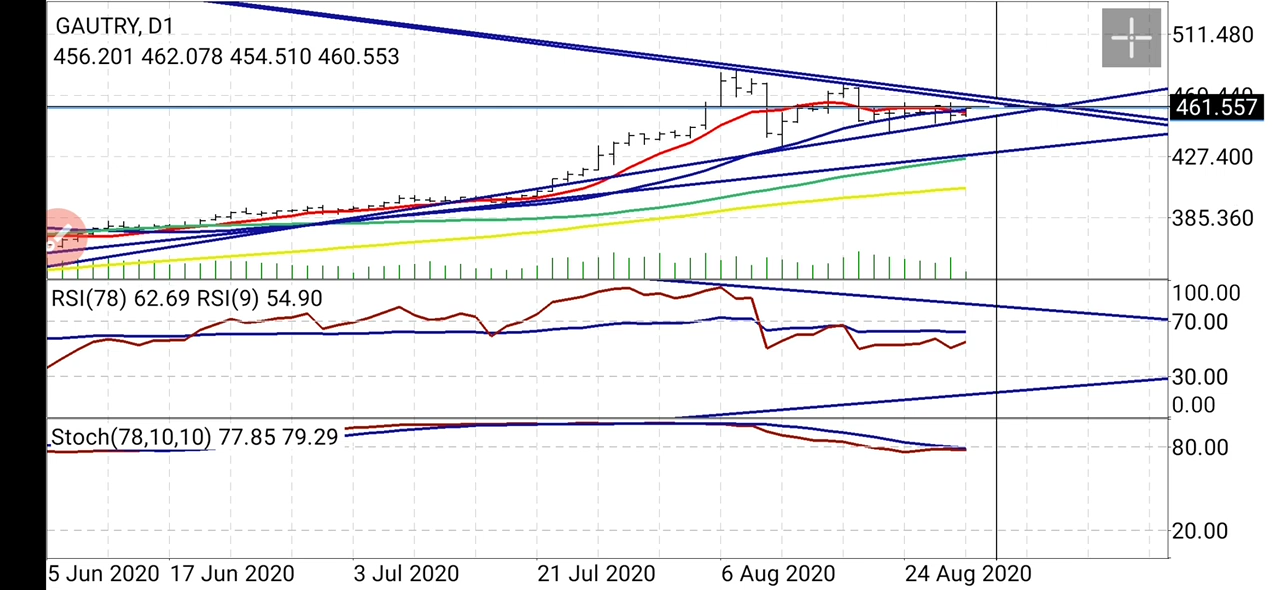 GAUTRY, D1
456.201 462.078 454.510 460.553
511.480
461.557
427.400
385.360
RSI(78) 62.69 RSI(9) 54.90
100.00
70.00
30.00
0.00
Stoch(78,10,10) 77.85 79.29
80.00
20.00
5 Jun 2020 17 Jun 2020 3 Jul 2020 21 Jul 2020 6 Aug 2020 24 Aug 2020